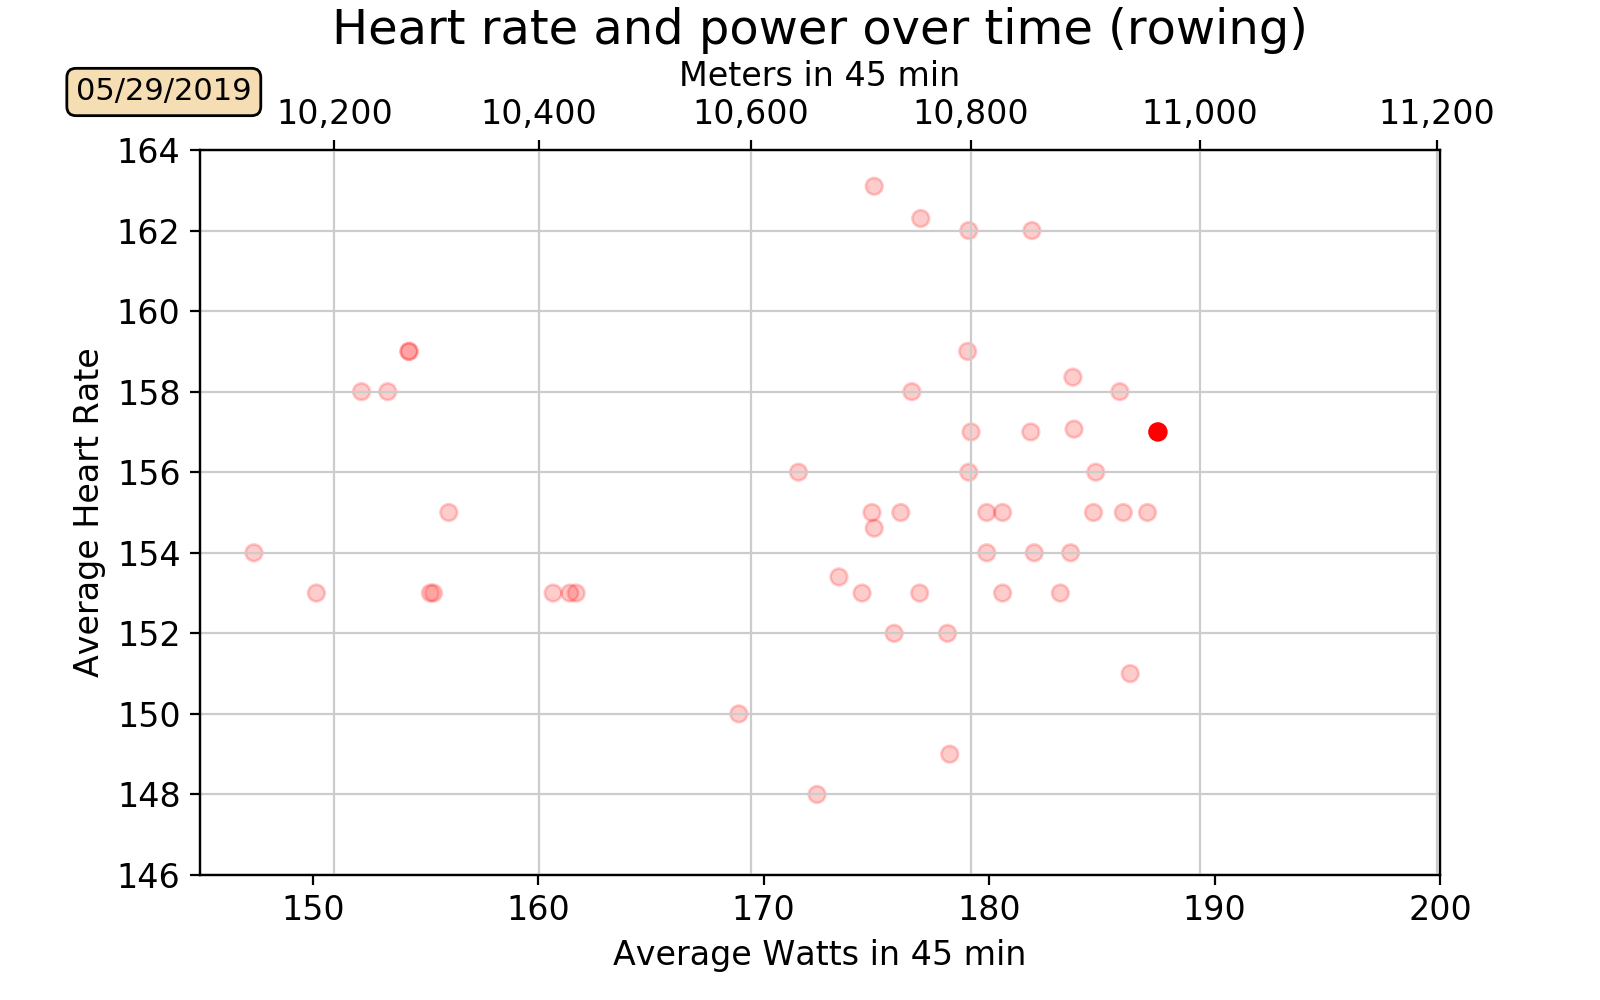 Heart rate and power over time (rowing)
Meters in 45 min
05/29/2019
10,200 10,400 10,600 10,800 11,000 11,200
164
162
160
158
156
154
152
150
148
146
Average Heart Rate
150 160 170 180 190 200
Average Watts in 45 min